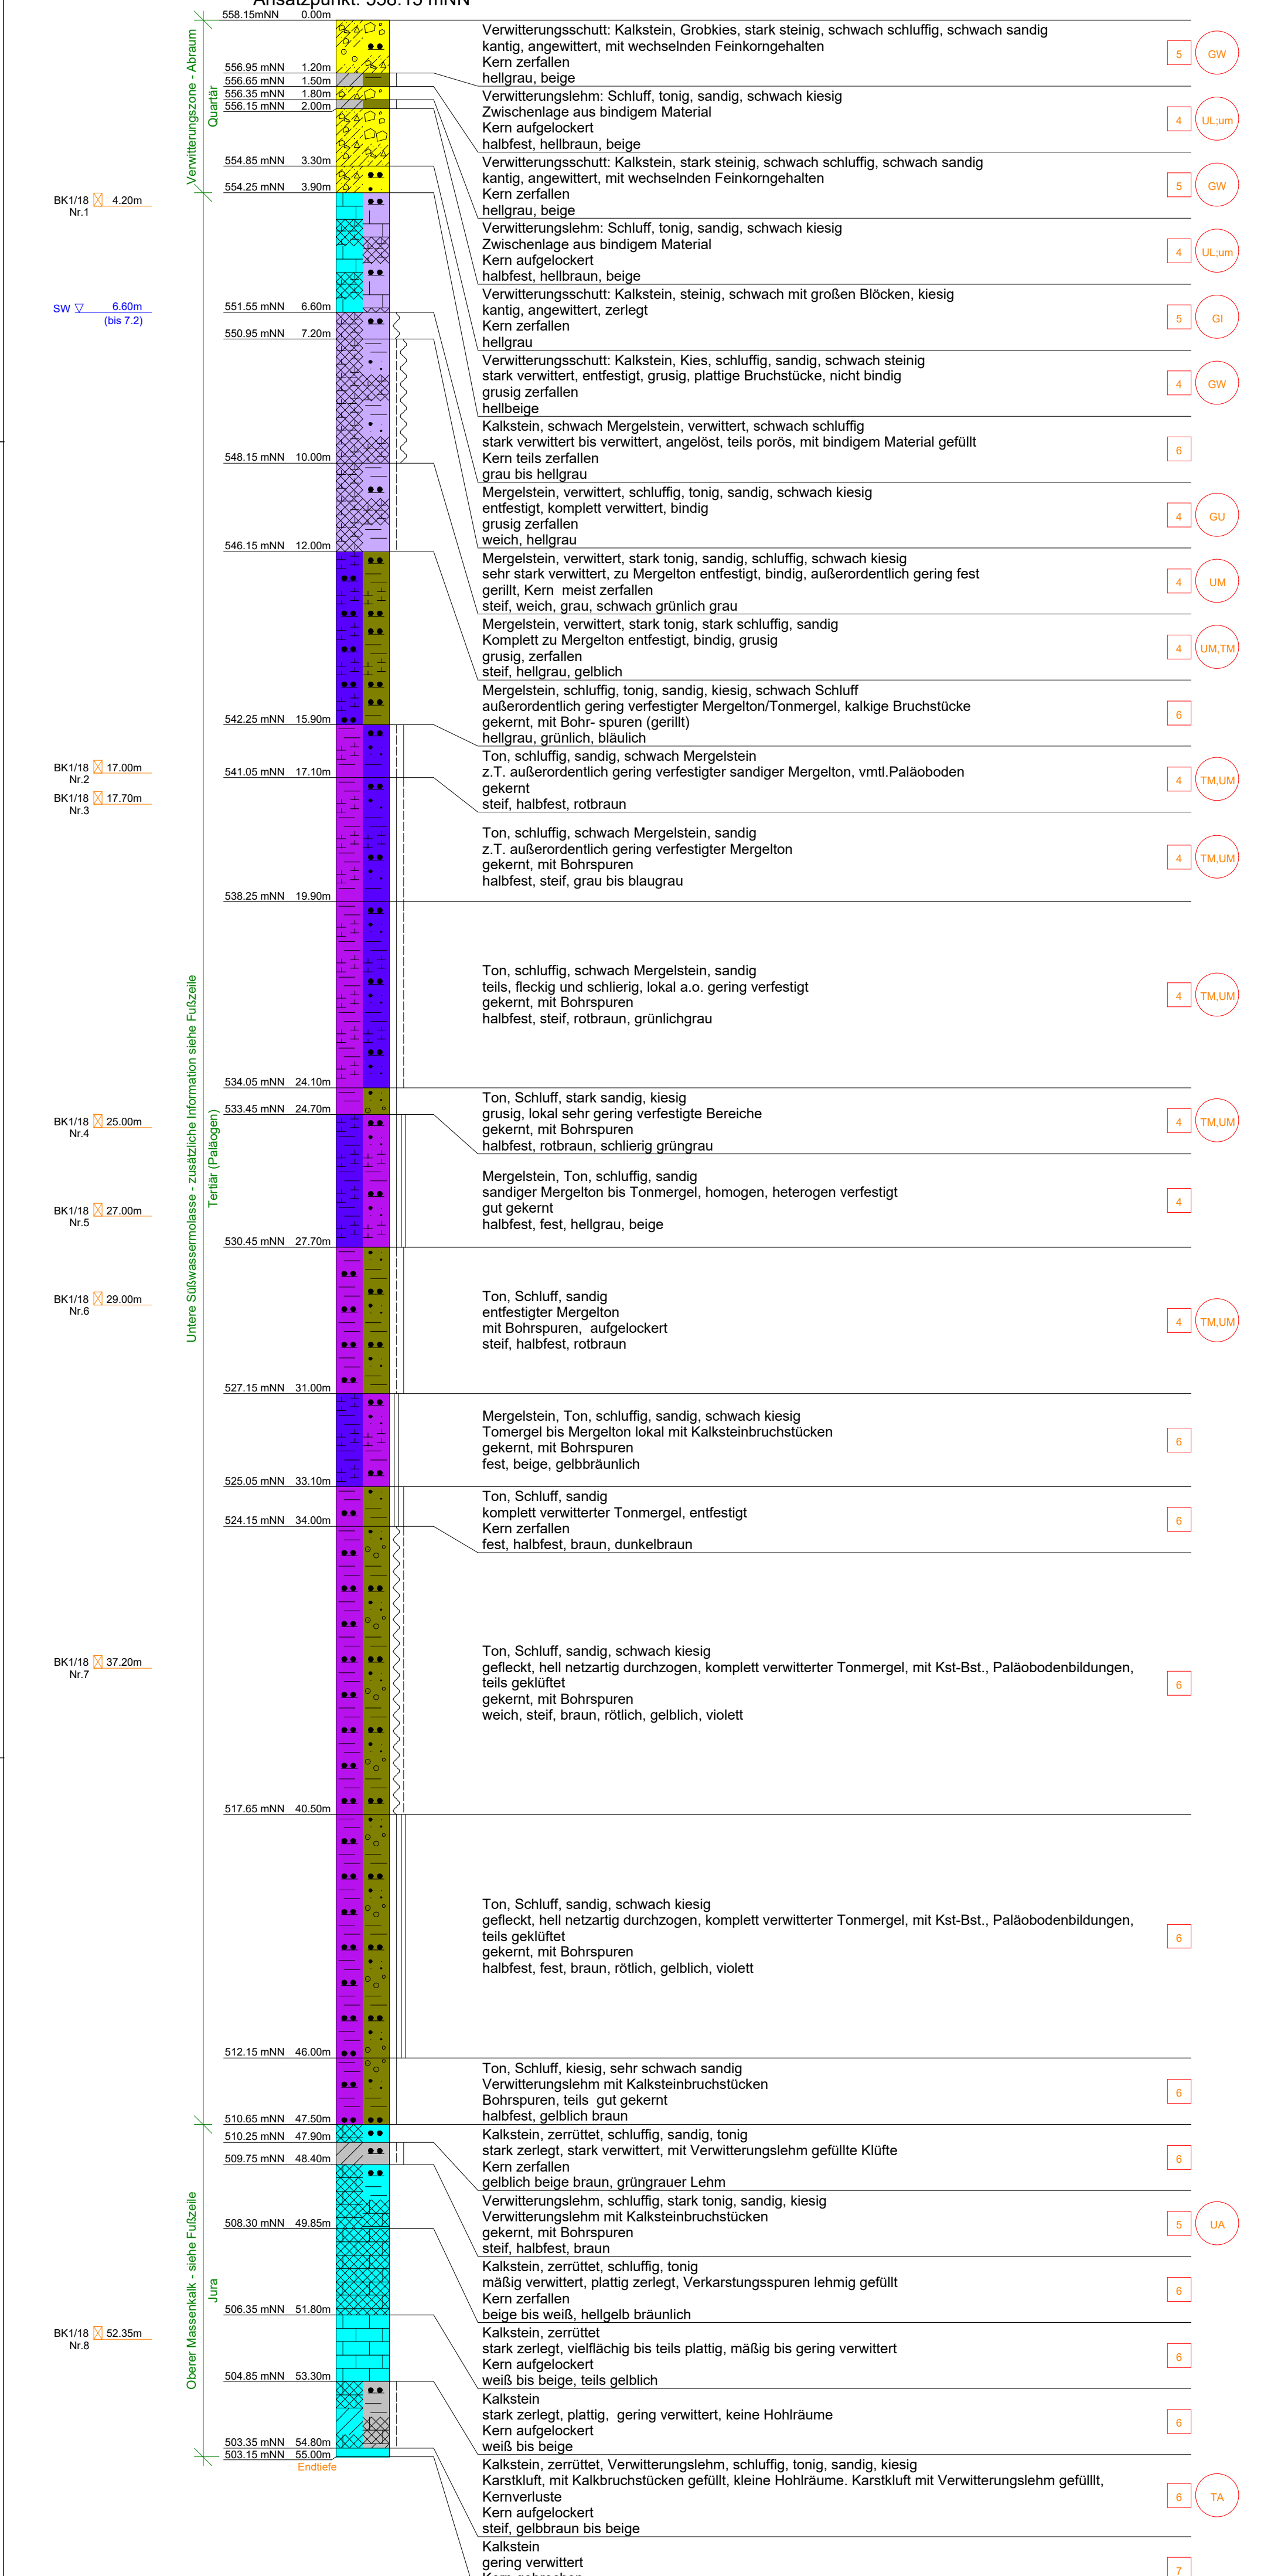 Ansatzpunkt: 558.15 mNN
558.15mNN 0.00m
Verwitterungsschutt: Kalkstein, Grobkies, stark steinig, schwach schluffig, schwach sandig
kantig, angewittert, mit wechselnden Feinkorngehalten
Kern zerfallen
hellgrau, beige
5 GW
556.95 mNN 1.20m
Verwitterungslehm: Schluff, tonig, sandig, schwach kiesig
Zwischenlage aus bindigem Material
Kern aufgelockert
halbfest, hellbraun, beige
4 UL;um
556.65 mNN 1.50m
Verwitterungsschutt: Kalkstein, stark steinig, schwach schluffig, schwach sandig
kantig, angewittert, mit wechselnden Feinkorngehalten
Kern zerfallen
hellgrau, beige
5 GW
556.35 mNN 1.80m
Verwitterungslehm: Schluff, tonig, sandig, schwach kiesig
Zwischenlage aus bindigem Material
Kern aufgelockert
halbfest, hellbraun, beige
4 UL;um
556.15 mNN 2.00m
Verwitterungsschutt: Kalkstein, steinig, schwach mit großen Blöcken, kiesig
kantig, angewittert, zerlegt
Kern zerfallen
hellgrau
5 GI
554.85 mNN 3.30m
Verwitterungsschutt: Kalkstein, Kies, schluffig, sandig, schwach steinig
stark verwittert, entfestigt, grusig, plattige Bruchstücke, nicht bindig
grusig zerfallen
hellbeige
4 GW
554.25 mNN 3.90m
Verwitterungszone - Abraum
Quartär
BK1/18 4.20m
Nr.1
Kalkstein, schwach Mergelstein, verwittert, schwach schluffig
stark verwittert bis verwittert, angelöst, teils porös, mit bindigem Material gefüllt
Kern teils zerfallen
grau bis hellgrau
6
SW 6.60m
(bis 7.2)
551.55 mNN 6.60m
Mergelstein, verwittert, schluffig, tonig, sandig, schwach kiesig
entfestigt, komplett verwittert, bindig
grusig zerfallen
weich, hellgrau
4 GU
550.95 mNN 7.20m
Mergelstein, verwittert, stark tonig, sandig, schluffig, schwach kiesig
sehr stark verwittert, zu Mergelton entfestigt, bindig, außerordentlich gering fest
gerillt, Kern meist zerfallen
steif, weich, grau, schwach grünlich grau
4 UM
548.15 mNN 10.00m
Mergelstein, verwittert, stark tonig, stark schluffig, sandig
Komplett zu Mergelton entfestigt, bindig, grusig
grusig, zerfallen
steif, hellgrau, gelblich
4 UM,TM
546.15 mNN 12.00m
Mergelstein, schluffig, tonig, sandig, kiesig, schwach Schluff
außerordentlich gering verfestigter Mergelton/Tonmergel, kalkige Bruchstücke
gekernt, mit Bohr- spuren (gerillt)
hellgrau, grünlich, bläulich
6
542.25 mNN 15.90m
Ton, schluffig, sandig, schwach Mergelstein
z.T. außerordentlich gering verfestigter sandiger Mergelton, vmtl.Paläoboden
gekernt
steif, halbfest, rotbraun
4 TM,UM
BK1/18 17.00m
Nr.2
541.05 mNN 17.10m
BK1/18 17.70m
Nr.3
Ton, schluffig, schwach Mergelstein, sandig
z.T. außerordentlich gering verfestigter Mergelton
gekernt, mit Bohrspuren
halbfest, steif, grau bis blaugrau
4 TM,UM
538.25 mNN 19.90m
Ton, schluffig, schwach Mergelstein, sandig
teils, fleckig und schlierig, lokal a.o. gering verfestigt
gekernt, mit Bohrspuren
halbfest, steif, rotbraun, grünlichgrau
4 TM,UM
534.05 mNN 24.10m
Ton, Schluff, stark sandig, kiesig
grusig, lokal sehr gering verfestigte Bereiche
gekernt, mit Bohrspuren
halbfest, rotbraun, schlierig grüngrau
4 TM,UM
533.45 mNN 24.70m
BK1/18 25.00m
Nr.4
Mergelstein, Ton, schluffig, sandig
sandiger Mergelton bis Tonmergel, homogen, heterogen verfestigt
gut gekernt
halbfest, fest, hellgrau, beige
4
BK1/18 27.00m
Nr.5
Untere Süßwassermolasse - zusätzliche Information siehe Fußzeile
Tertiär (Paläogen)
530.45 mNN 27.70m
BK1/18 29.00m
Nr.6
Ton, Schluff, sandig
entfestigter Mergelton
mit Bohrspuren, aufgelockert
steif, halbfest, rotbraun
4 TM,UM
527.15 mNN 31.00m
Mergelstein, Ton, schluffig, sandig, schwach kiesig
Tomergel bis Mergelton lokal mit Kalksteinbruchstücken
gekernt, mit Bohrspuren
fest, beige, gelbbräunlich
6
525.05 mNN 33.10m
Ton, Schluff, sandig
komplett verwitterter Tonmergel, entfestigt
Kern zerfallen
fest, halbfest, braun, dunkelbraun
6
524.15 mNN 34.00m
BK1/18 37.20m
Nr.7
Ton, Schluff, sandig, schwach kiesig
gefleckt, hell netzartig durchzogen, komplett verwitterter Tonmergel, mit Kst-Bst., Paläobodenbildungen,
teils geklüftet
gekernt, mit Bohrspuren
weich, steif, braun, rötlich, gelblich, violett
6
517.65 mNN 40.50m
Ton, Schluff, sandig, schwach kiesig
gefleckt, hell netzartig durchzogen, komplett verwitterter Tonmergel, mit Kst-Bst., Paläobodenbildungen,
teils geklüftet
gekernt, mit Bohrspuren
halbfest, fest, braun, rötlich, gelblich, violett
6
512.15 mNN 46.00m
Ton, Schluff, kiesig, sehr schwach sandig
Verwitterungslehm mit Kalksteinbruchstücken
Bohrspuren, teils gut gekernt
halbfest, gelblich braun
6
510.65 mNN 47.50m
Kalkstein, zerrüttet, schluffig, sandig, tonig
stark zerlegt, stark verwittert, mit Verwitterungslehm gefüllte Klüfte
Kern zerfallen
gelblich beige braun, grüngrauer Lehm
6
510.25 mNN 47.90m
Verwitterungslehm, schluffig, stark tonig, sandig, kiesig
Verwitterungslehm mit Kalksteinbruchstücken
gekernt, mit Bohrspuren
steif, halbfest, braun
5 UA
509.75 mNN 48.40m
Kalkstein, zerrüttet, schluffig, tonig
mäßig verwittert, plattig zerlegt, Verkarstungsspuren lehmig gefüllt
Kern zerfallen
beige bis weiß, hellgelb bräunlich
6
508.30 mNN 49.85m
Kalkstein, zerrüttet
stark zerlegt, vielflächig bis teils plattig, mäßig bis gering verwittert
Kern aufgelockert
weiß bis beige, teils gelblich
6
506.35 mNN 51.80m
BK1/18 52.35m
Nr.8
Kalkstein
stark zerlegt, plattig, gering verwittert, keine Hohlräume
Kern aufgelockert
weiß bis beige
6
504.85 mNN 53.30m
Kalkstein, zerrüttet, Verwitterungslehm, schluffig, tonig, sandig, kiesig
Karstkluft, mit Kalkbruchstücken gefüllt, kleine Hohlräume. Karstkluft mit Verwitterungslehm gefülllt,
Kernverluste
Kern aufgelockert
steif, gelbbraun bis beige
6 TA
Oberer Massenkalk - siehe Fußzeile
Jura
503.35 mNN 54.80m
503.15 mNN 55.00m
Endtiefe
Kalkstein
gering verwittert
7